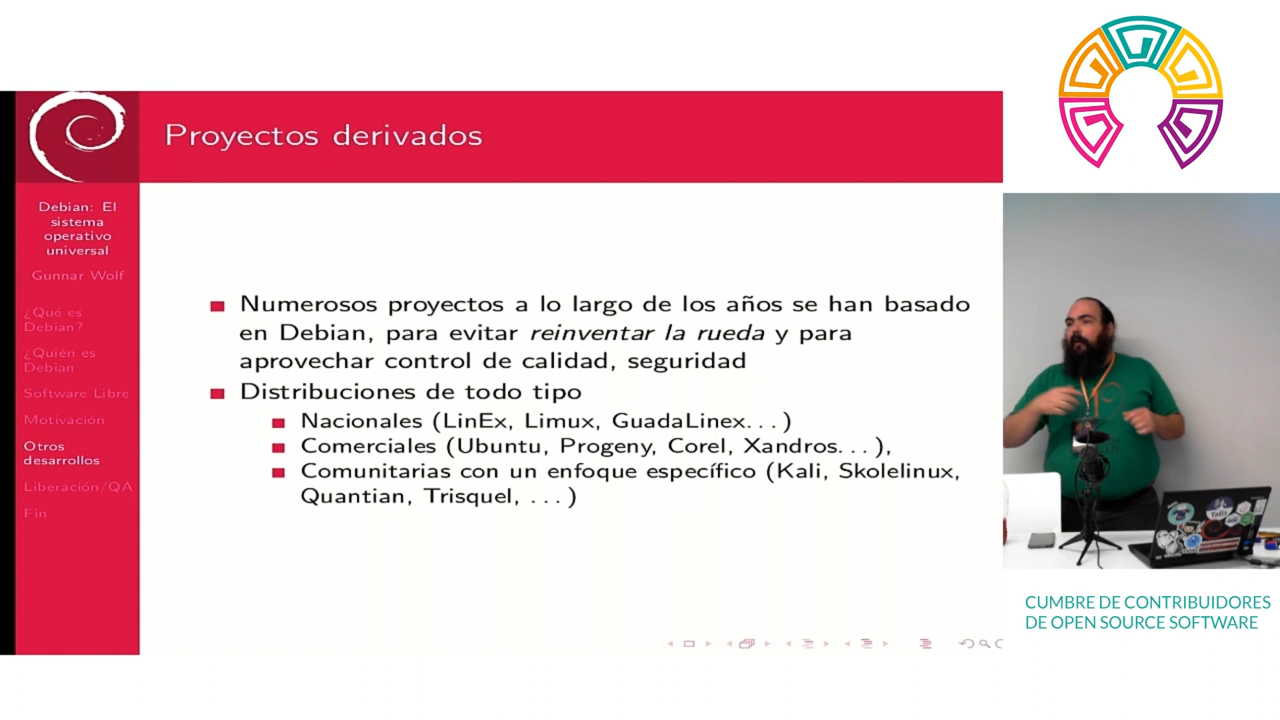 Proyectos derivados
Debian: El
sistema
operativo
universal
Gunnar Wolf
¿Qué es
Debian?
¿Quién es
Debian
Software Libre
Motivación
Otros
desarrollos
Liberación/QA
Fin
Numerosos proyectos a lo largo de los años se han basado
en Debian, para evitar reinventar la rueda y para
aprovechar control de calidad, seguridad
Distribuciones de todo tipo
Nacionales (LinEx, Limux, GuadaLinex...)
Comerciales (Ubuntu, Progeny, Corel, Xandros...),
Comunitarias con un enfoque específico (Kali, Skolelinux,
Quantian, Trisquel, ...)
Tails
CUMBRE DE CONTRIBUIDORES
DE OPEN SOURCE SOFTWARE